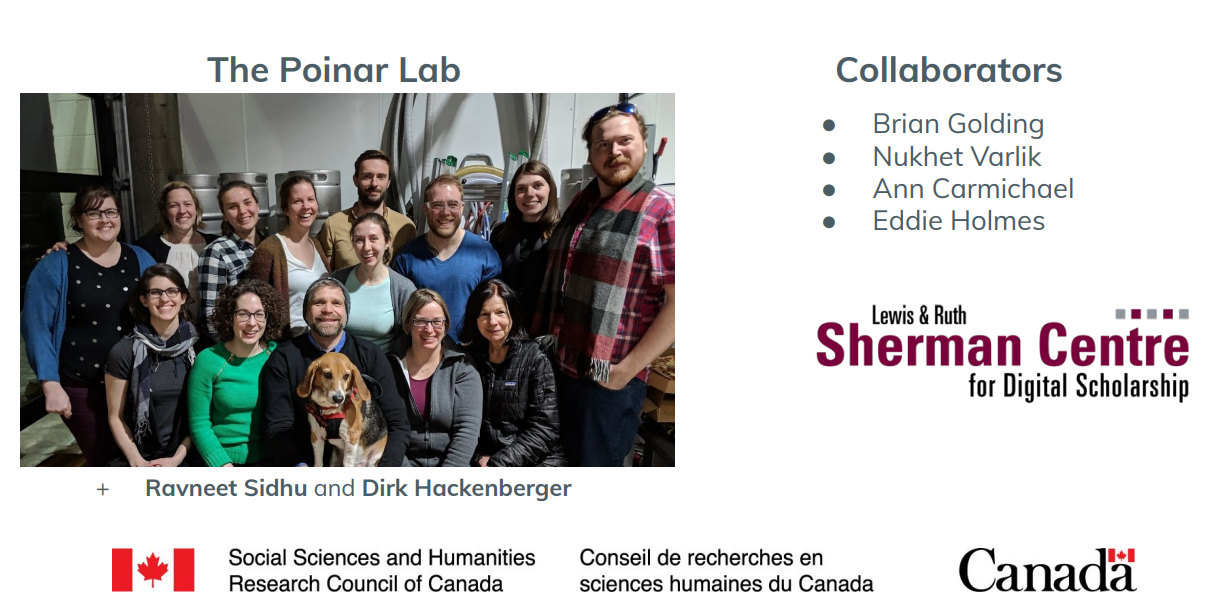 The Poinar Lab
+ Ravneet Sidhu and Dirk Hackenberger
Collaborators
● Brian Golding
● Nukhet Varlik
● Ann Carmichael
● Eddie Holmes
Lewis & Ruth
Sherman Centre
for Digital Scholarship
Social Sciences and Humanities
Research Council of Canada
Conseil de recherches en
sciences humaines du Canada
Canada